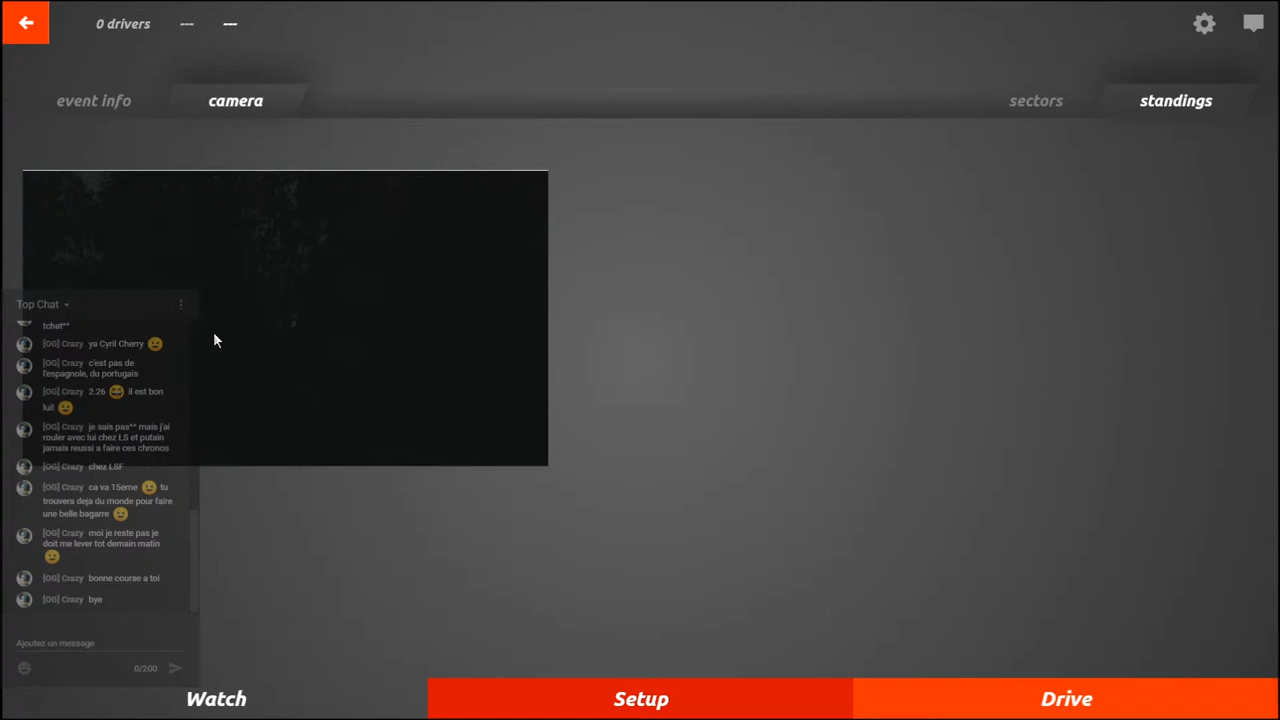 0 drivers --- ---
event info camera sectors standings
Top Chat
tchat^^
[OG] Crazy ya Cyril Cherry 😉
[OG] Crazy c'est pas de
l'espagnole, du portugais
[OG] Crazy 2.26 😆 il est bon
lui! 😉
[OG] Crazy je sais pas^^ mais j'ai
rouler avec lui chez LS et putain
jamais reussi a faire ces chronos
[OG] Crazy chez LSF
[OG] Crazy ca va 15eme 😉 tu
trouvera deja du monde pour faire
une belle bagarre 😉
[OG] Crazy moi je reste pas je
doit me lever tot demain matin
😉
[OG] Crazy bonne course a toi
[OG] Crazy bye
Ajoutez un message
0/200
Watch Setup Drive